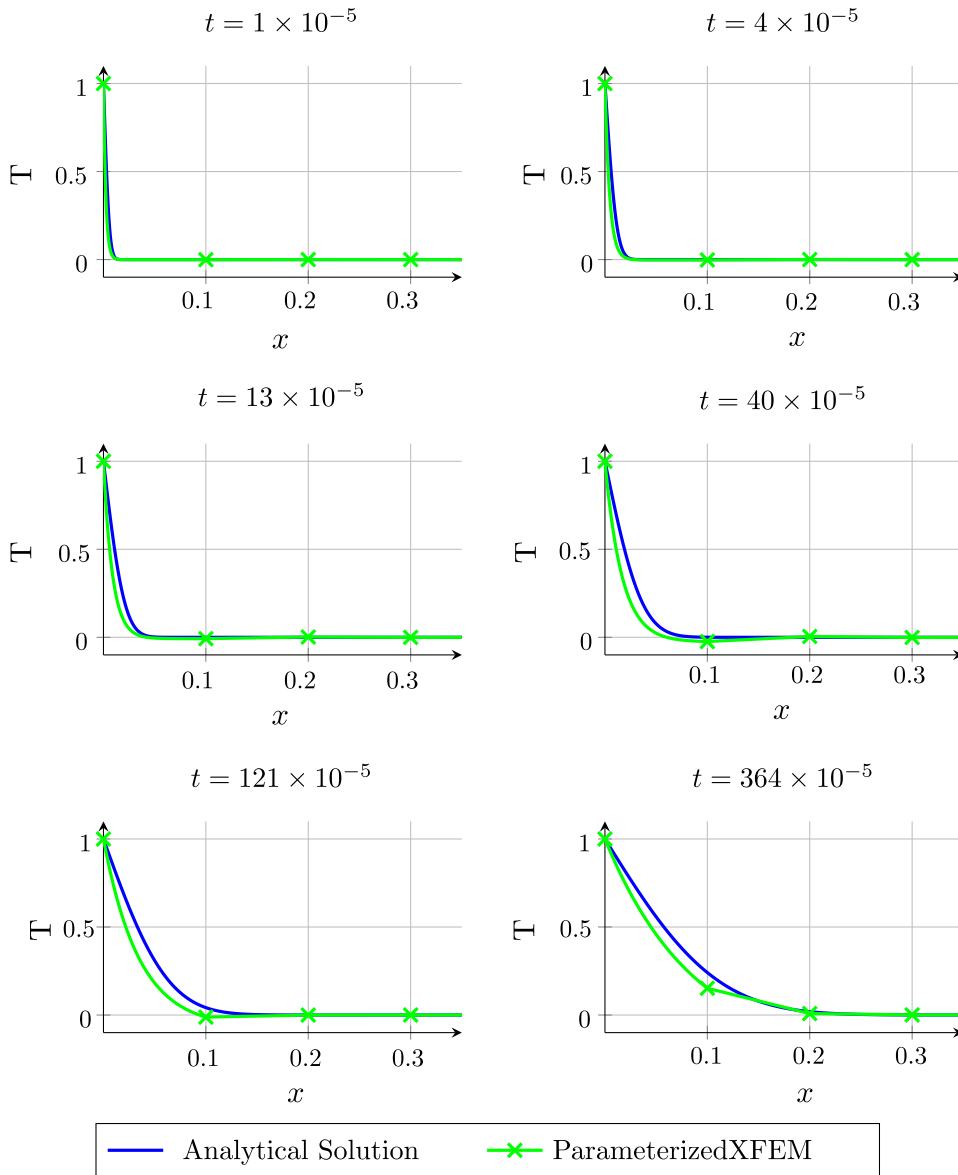 t = 1 × 10⁻⁵
t = 4 × 10⁻⁵
1
0.5
0
T
0.1 0.2 0.3
x
1
0.5
0
T
0.1 0.2 0.3
x
t = 13 × 10⁻⁵
t = 40 × 10⁻⁵
1
0.5
0
T
0.1 0.2 0.3
x
1
0.5
0
T
0.1 0.2 0.3
x
t = 121 × 10⁻⁵
t = 364 × 10⁻⁵
1
0.5
0
T
0.1 0.2 0.3
x
1
0.5
0
T
0.1 0.2 0.3
x
Analytical Solution
ParameterizedXFEM